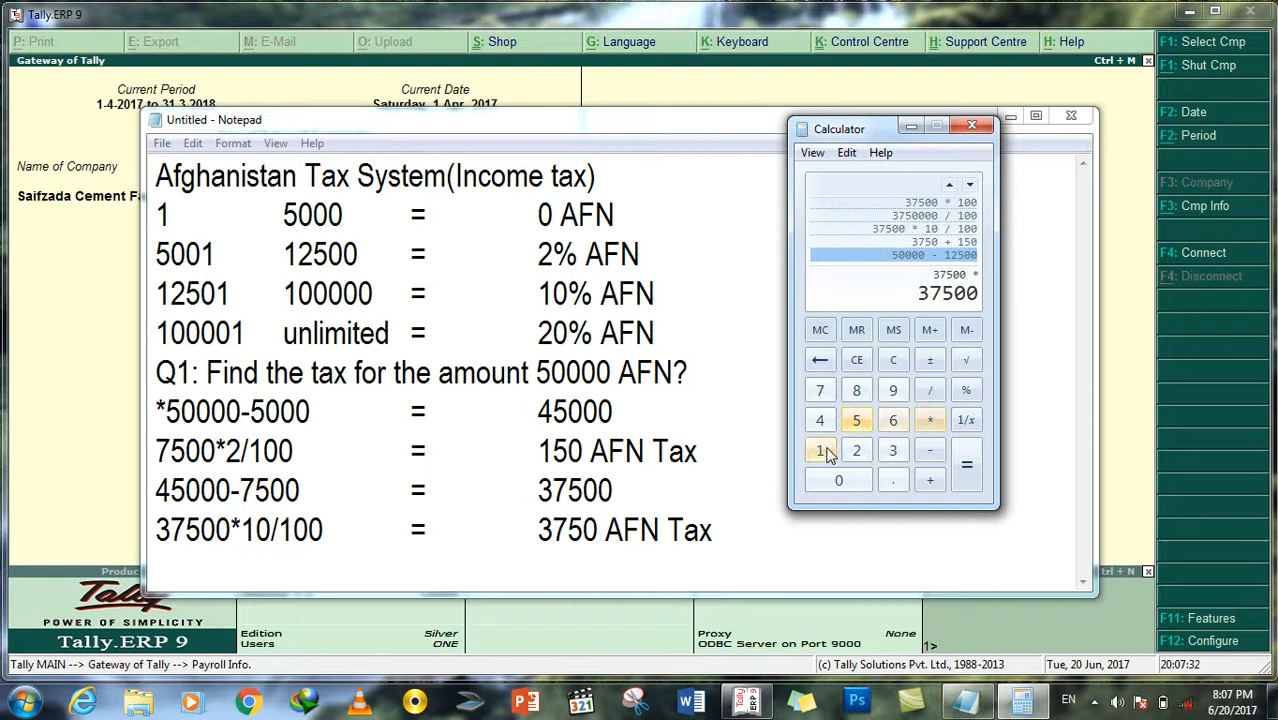 Tally.ERP 9
P: Print
E: Export
M: E-Mail
O: Upload
S: Shop
G: Language
K: Keyboard
K: Control Centre
H: Support Centre
H: Help
F1: Select Cmp
Gateway of Tally
Ctrl + M
F1: Shut Cmp
Current Period
Current Date
1-4-2017 to 31.3.2018
Saturday, 1 Apr, 2017
F2: Date
F2: Period
Name of Company
F3: Company
Saifzada Cement Fa
F3: Cmp Info
F4: Connect
F4: Disconnect
Untitled - Notepad
File Edit Format View Help
Afghanistan Tax System(Income tax)
1 5000 = 0 AFN
5001 12500 = 2% AFN
12501 100000 = 10% AFN
100001 unlimited = 20% AFN
Q1: Find the tax for the amount 50000 AFN?
*50000-5000 = 45000
7500*2/100 = 150 AFN Tax
45000-7500 = 37500
37500*10/100 = 3750 AFN Tax
Calculator
View Edit Help
37500 * 100
3750000 / 100
37500 * 10 / 100
3750 + 150
50000 - 12500
37500 *
37500
MC MR MS M+ M-
← CE C ± √
7 8 9 / %
4 5 6 * 1/x
1 2 3 - =
0 . +
Produc
ctrl + N
Tally
POWER OF SIMPLICITY
Tally.ERP 9
Edition Silver
Users ONE
Proxy None
ODBC Server on Port 9000
1>
F11: Features
F12: Configure
Tally MAIN --> Gateway of Tally --> Payroll Info.
(c) Tally Solutions Pvt. Ltd., 1988-2013
Tue, 20 Jun, 2017
20:07:32
321
EN
8:07 PM
6/20/2017